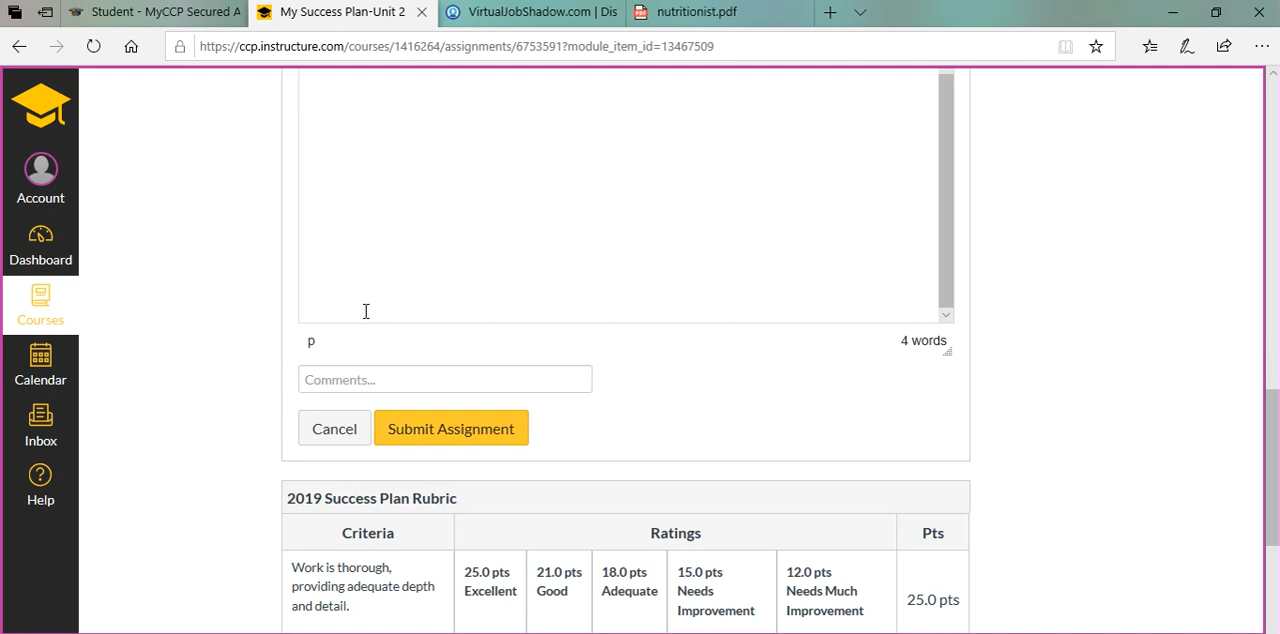 Student - MyCCP Secured A
My Success Plan-Unit 2
VirtualJobShadow.com | Dis
nutritionist.pdf
https://ccp.instructure.com/courses/1416264/assignments/6753591?module_item_id=13467509
Account
Dashboard
Courses
Calendar
Inbox
Help
p
4 words
Comments...
Cancel
Submit Assignment
2019 Success Plan Rubric
Criteria
Ratings
Pts
Work is thorough,
providing adequate depth
and detail.
25.0 pts
Excellent
21.0 pts
Good
18.0 pts
Adequate
15.0 pts
Needs
Improvement
12.0 pts
Needs Much
Improvement
25.0 pts